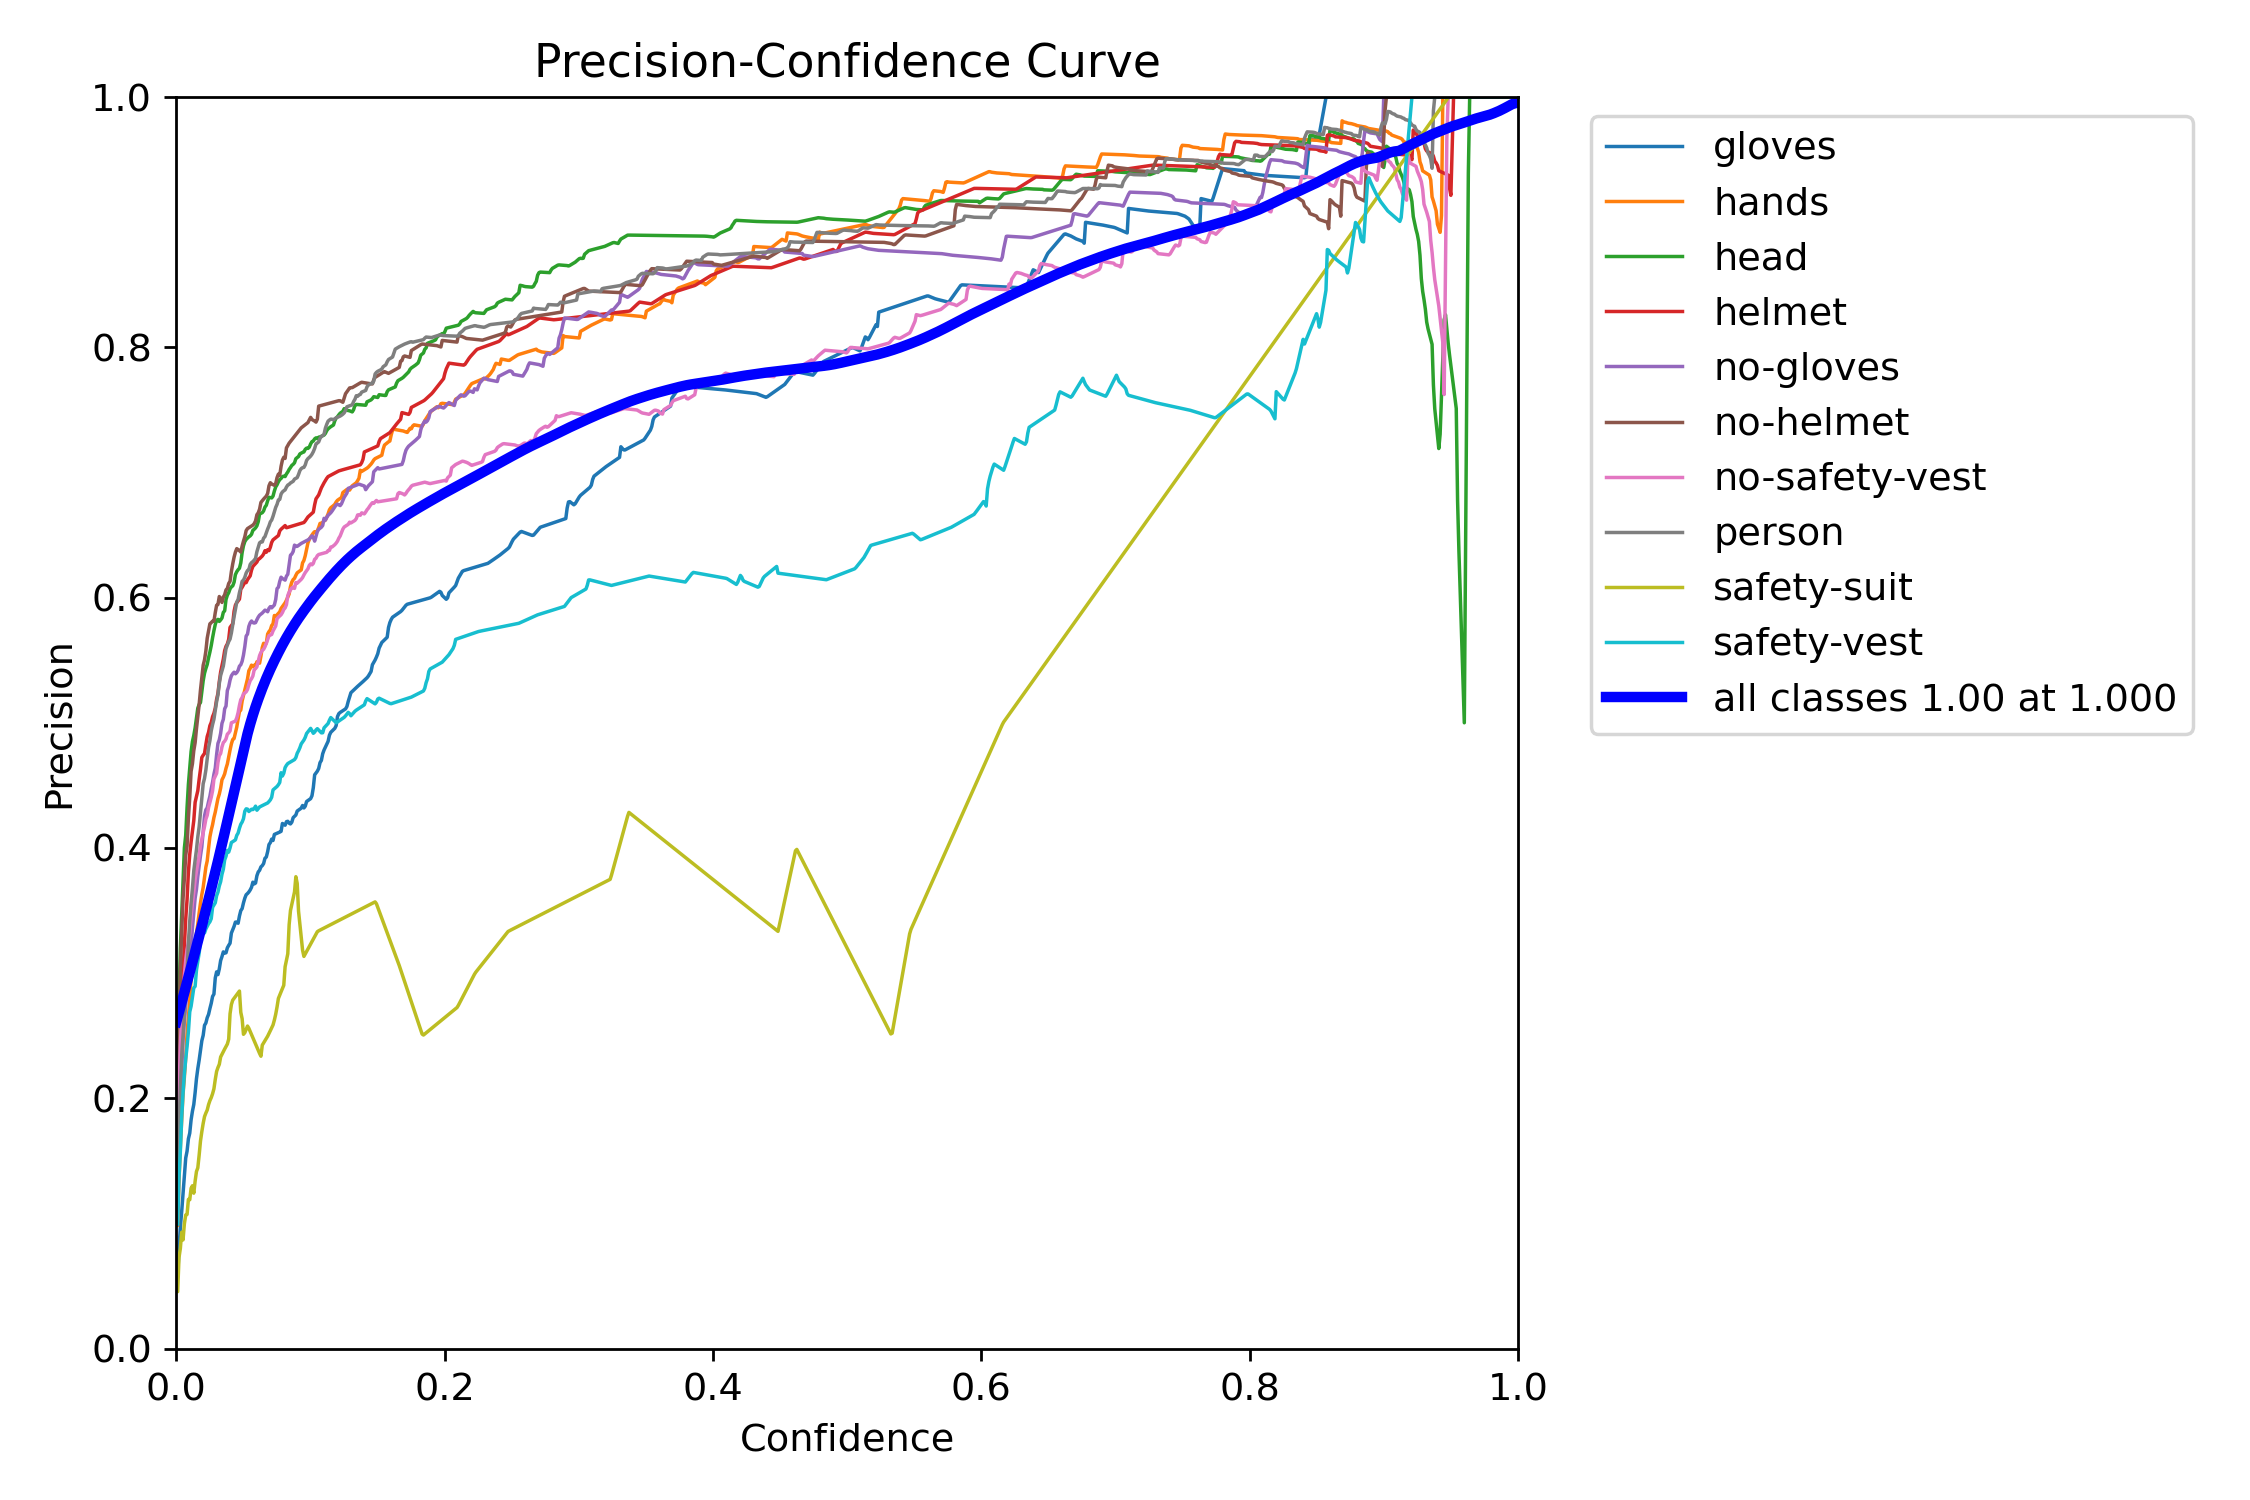 Precision-Confidence Curve
1.0
0.8
0.6
0.4
0.2
0.0
Precision
0.0 0.2 0.4 0.6 0.8 1.0
Confidence
gloves
hands
head
helmet
no-gloves
no-helmet
no-safety-vest
person
safety-suit
safety-vest
all classes 1.00 at 1.000